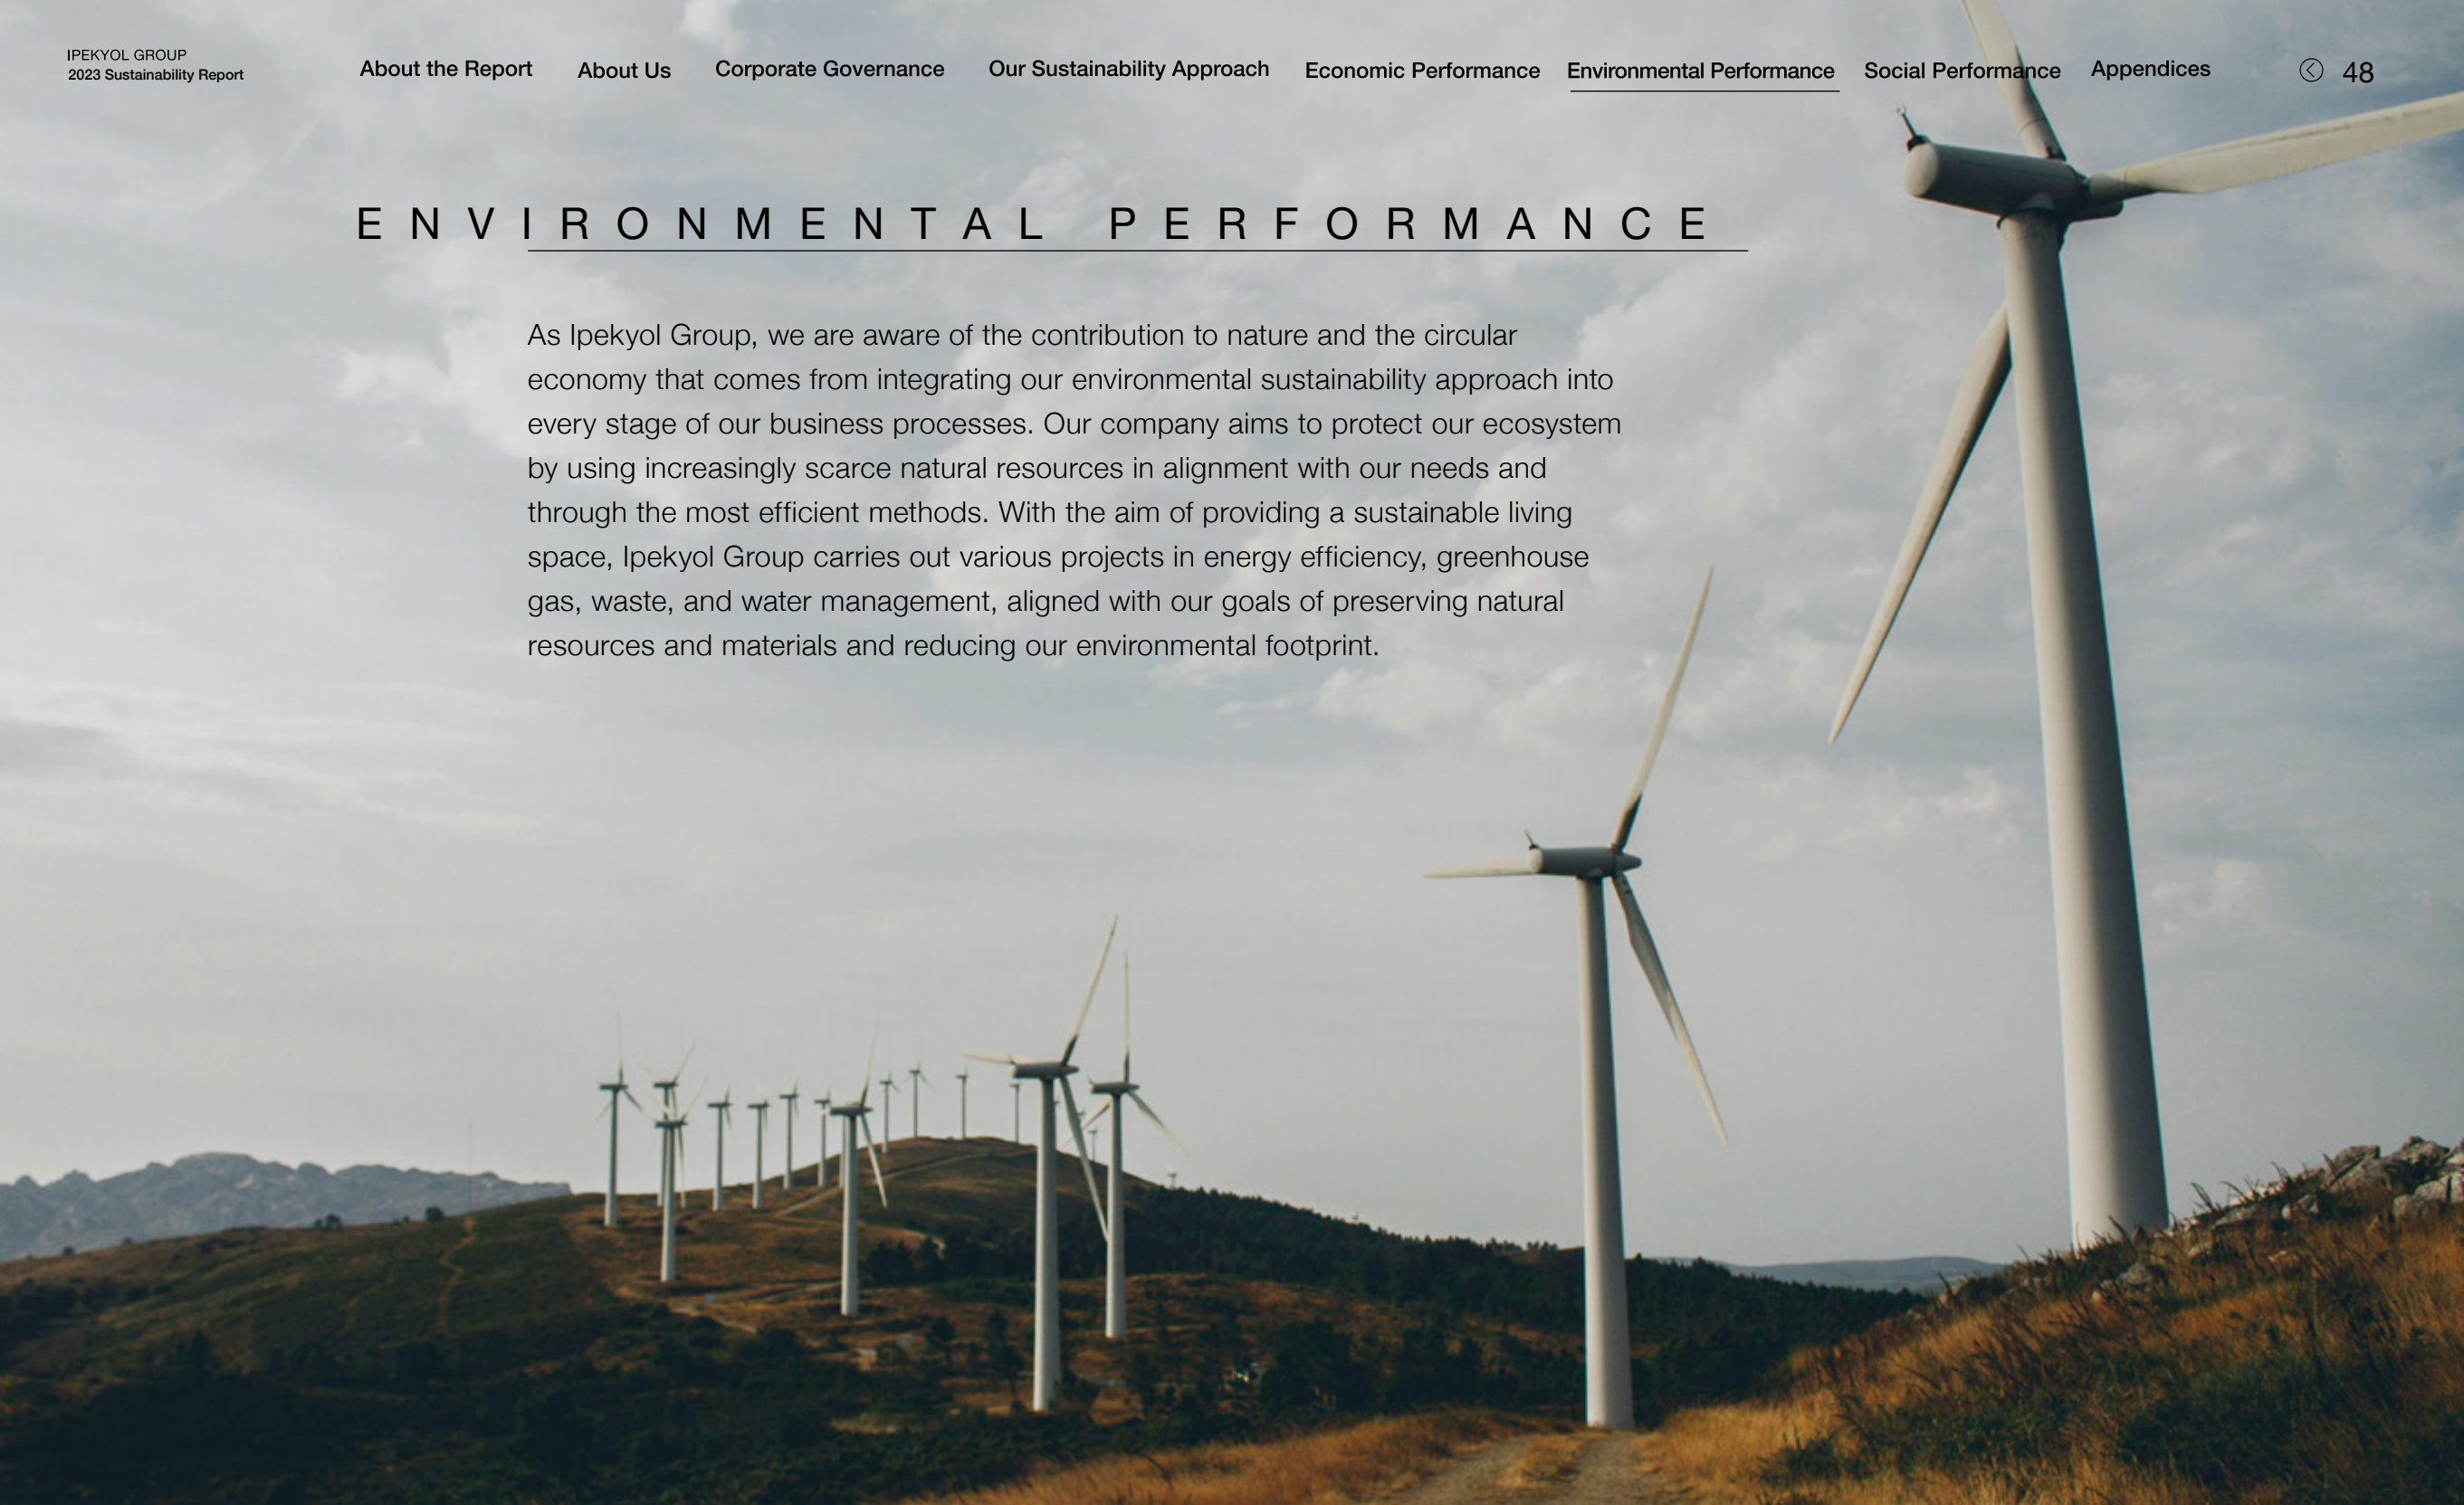 IPEKYOL GROUP
2023 Sustainability Report
About the Report
About Us
Corporate Governance
Our Sustainability Approach
Economic Performance
Environmental Performance
Social Performance
Appendices
48
ENVIRONMENTAL PERFORMANCE
As Ipekyol Group, we are aware of the contribution to nature and the circular
economy that comes from integrating our environmental sustainability approach into
every stage of our business processes. Our company aims to protect our ecosystem
by using increasingly scarce natural resources in alignment with our needs and
through the most efficient methods. With the aim of providing a sustainable living
space, Ipekyol Group carries out various projects in energy efficiency, greenhouse
gas, waste, and water management, aligned with our goals of preserving natural
resources and materials and reducing our environmental footprint.